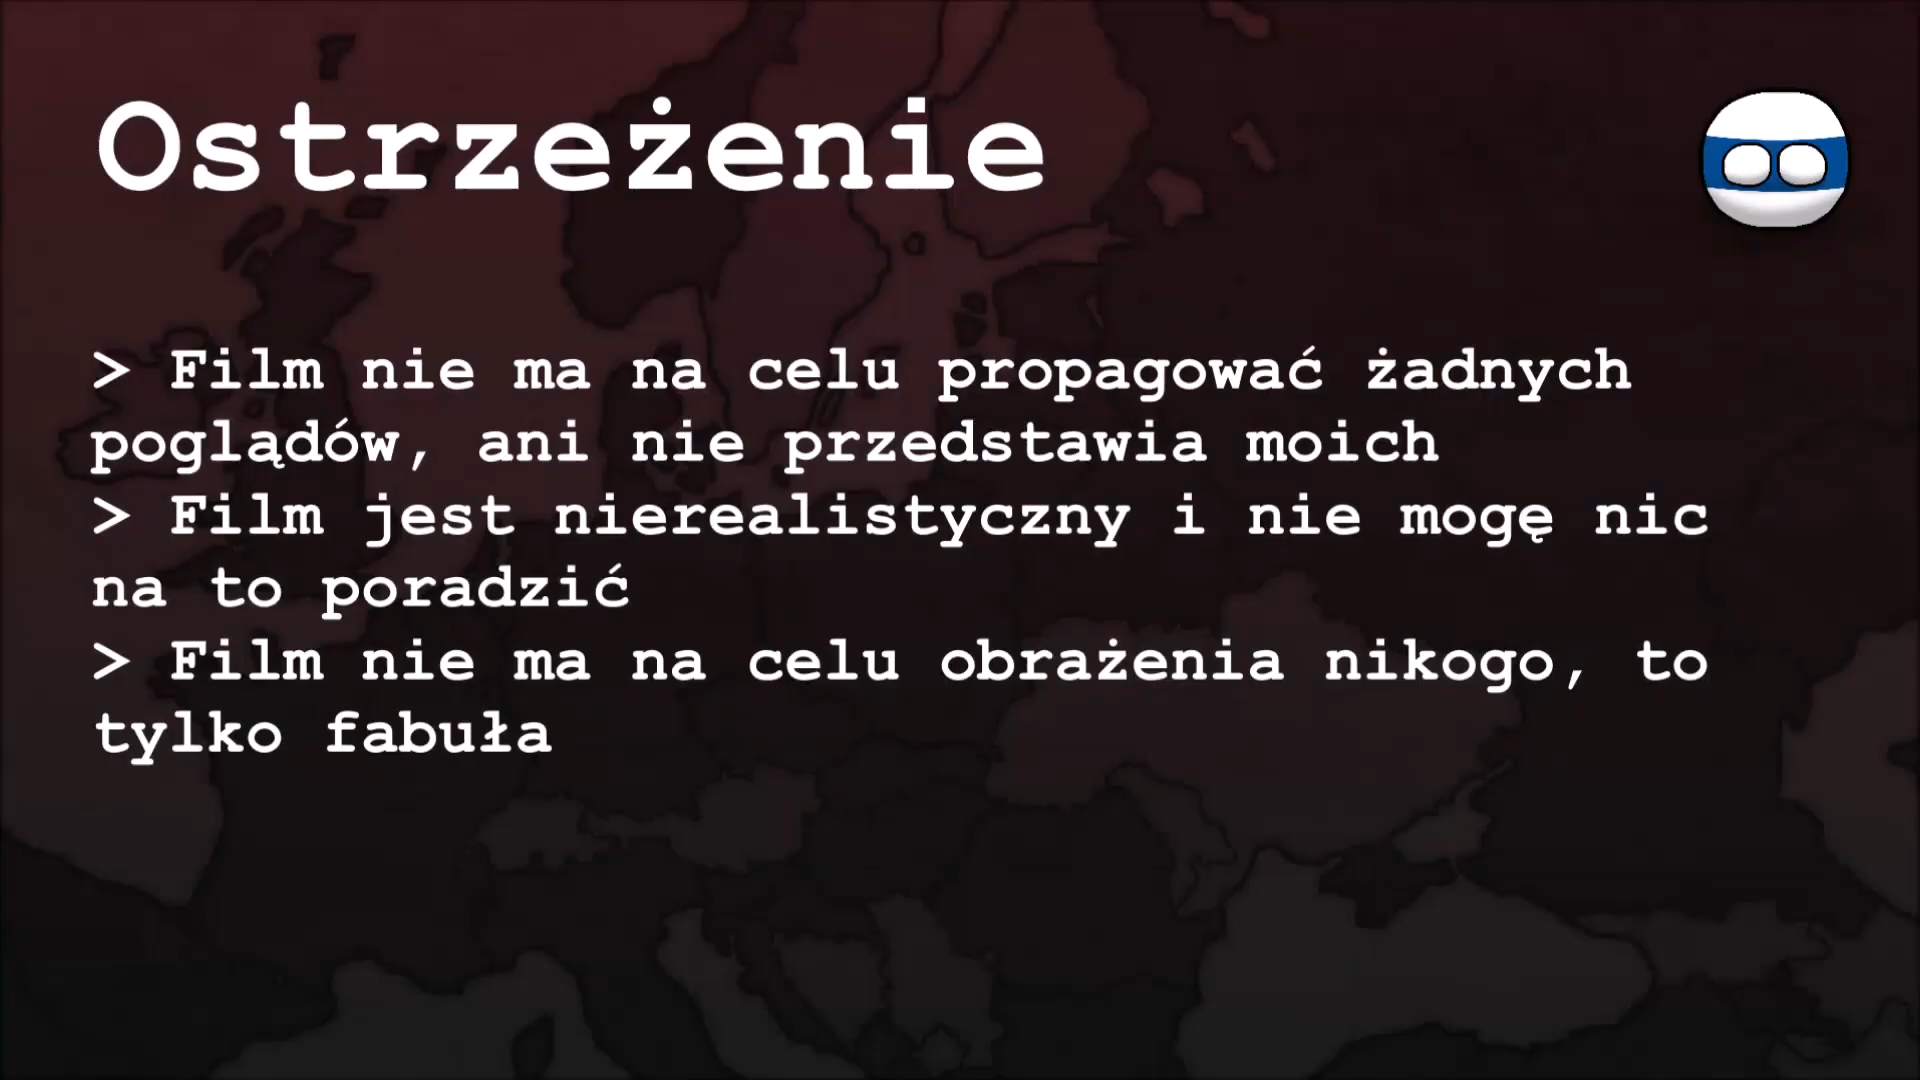 Ostrzeżenie
> Film nie ma na celu propagować żadnych
poglądów, ani nie przedstawia moich
> Film jest nierealistyczny i nie mogę nic
na to poradzić
> Film nie ma na celu obrażenia nikogo, to
tylko fabuła